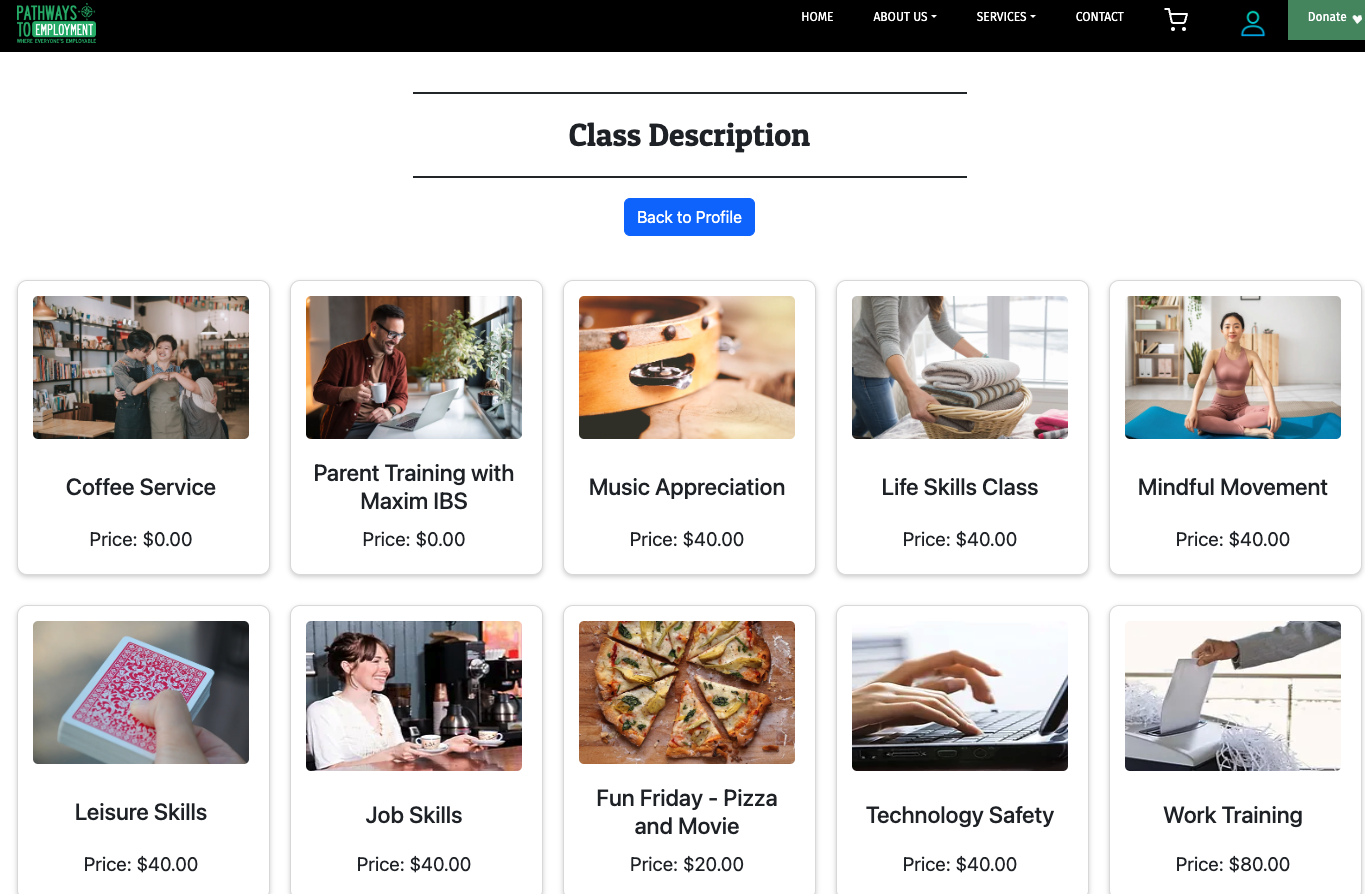 PATHWAYS
TO EMPLOYMENT
WHERE EVERYONE'S EMPLOYABLE
HOME
ABOUT US
SERVICES
CONTACT
Donate
Class Description
Back to Profile
Coffee Service
Price: $0.00
Parent Training with
Maxim IBS
Price: $0.00
Music Appreciation
Price: $40.00
Life Skills Class
Price: $40.00
Mindful Movement
Price: $40.00
Leisure Skills
Price: $40.00
Job Skills
Price: $40.00
Fun Friday - Pizza
and Movie
Price: $20.00
Technology Safety
Price: $40.00
Work Training
Price: $80.00